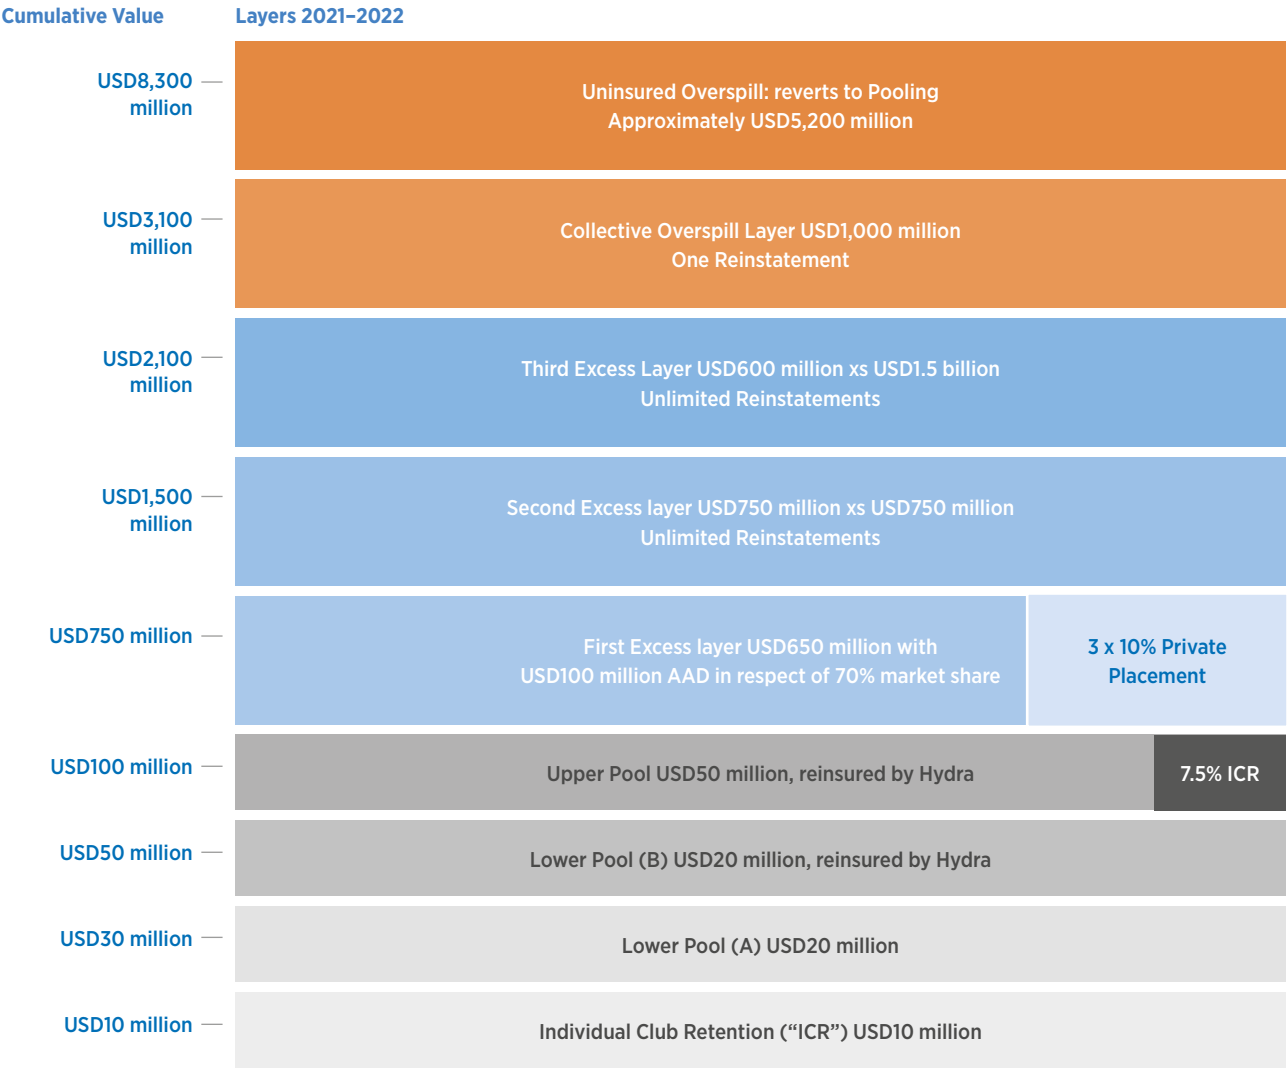 Cumulative Value
Layers 2021–2022
USD8,300
million
Uninsured Overspill: reverts to Pooling
Approximately USD5,200 million
USD3,100
million
Collective Overspill Layer USD1,000 million
One Reinstatement
USD2,100
million
Third Excess Layer USD600 million xs USD1.5 billion
Unlimited Reinstatements
USD1,500
million
Second Excess layer USD750 million xs USD750 million
Unlimited Reinstatements
USD750 million
First Excess layer USD650 million with
USD100 million AAD in respect of 70% market share
3 x 10% Private
Placement
USD100 million
Upper Pool USD50 million, reinsured by Hydra
7.5% ICR
USD50 million
Lower Pool (B) USD20 million, reinsured by Hydra
USD30 million
Lower Pool (A) USD20 million
USD10 million
Individual Club Retention (“ICR”) USD10 million